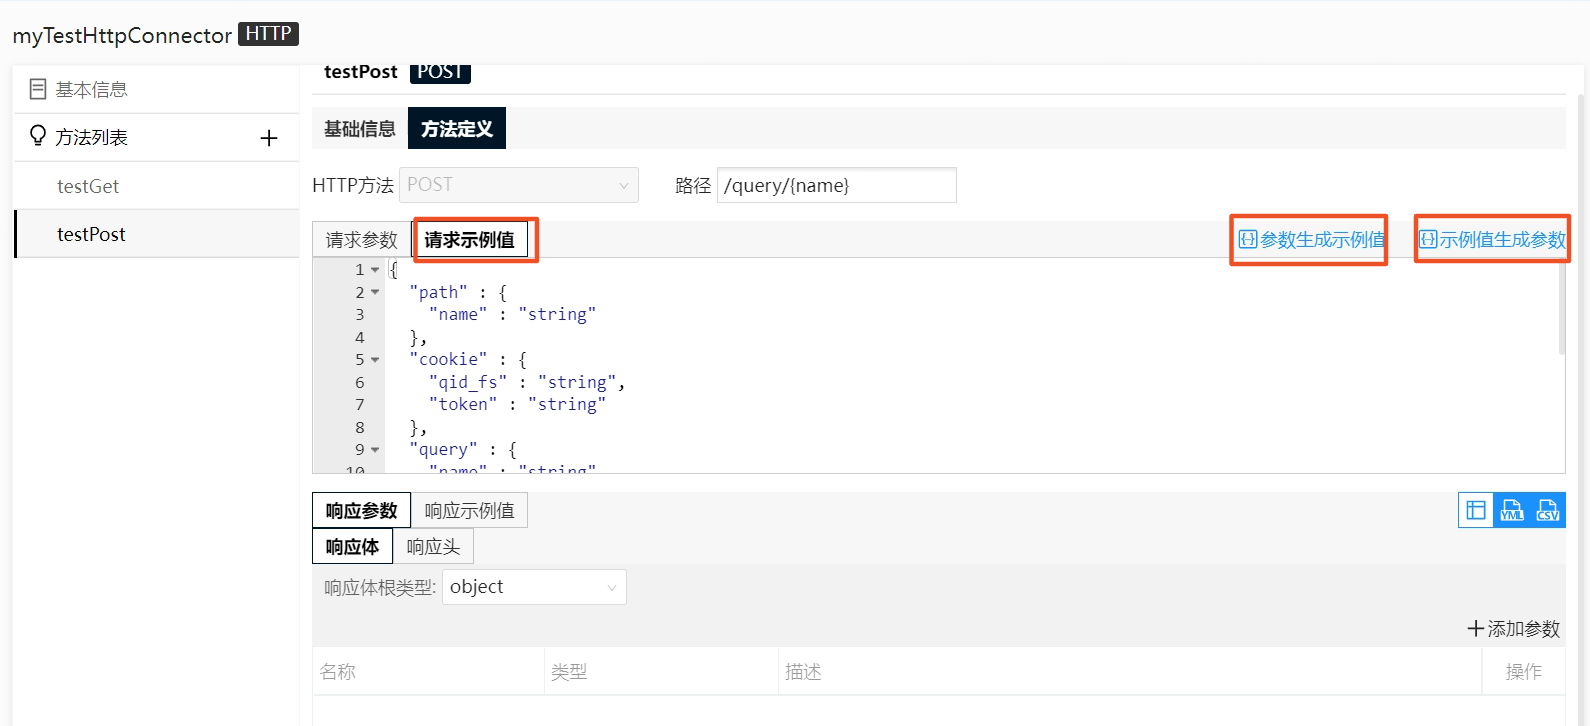 myTestHttpConnector HTTP
基本信息
方法列表
testGet
testPost
testPost POST
基础信息 方法定义
HTTP方法 POST 路径 /query/{name}
请求参数 请求示例值 {}参数生成示例值 {}示例值生成参数
1 {
2 "path" : {
3 "name" : "string"
4 },
5 "cookie" : {
6 "qid_fs" : "string",
7 "token" : "string"
8 },
9 "query" : {
10 "name" : "string"
响应参数 响应示例值 YML CSV
响应体 响应头
响应体根类型: object
添加参数
名称 类型 描述 操作